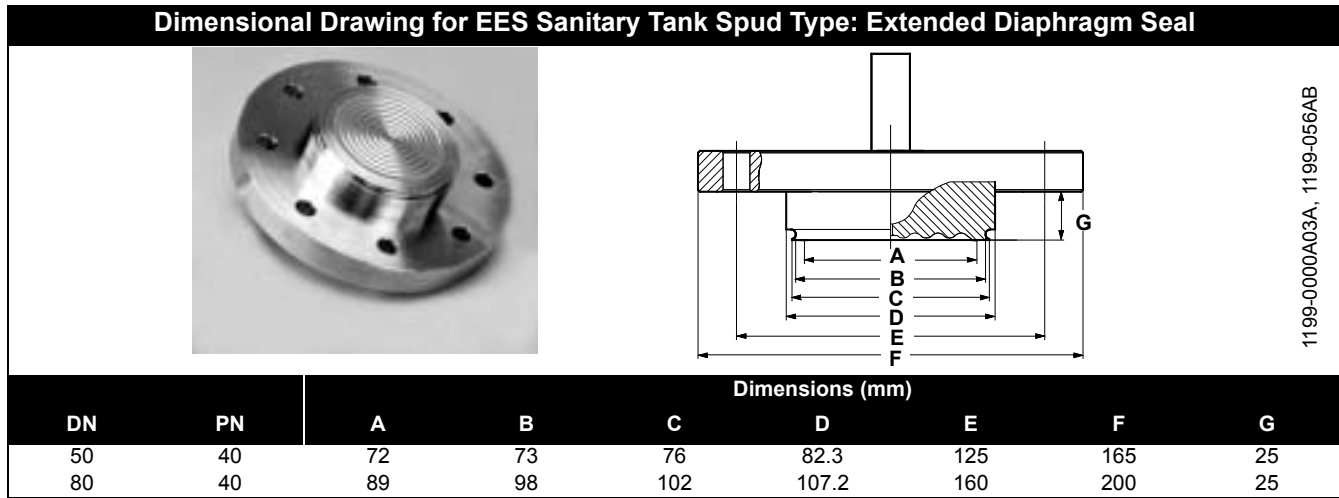 Dimensional Drawing for EES Sanitary Tank Spud Type: Extended Diaphragm Seal
1199-0000A03A, 1199-056AB
G
A
B
C
D
E
F
Dimensions (mm)
DN PN A B C D E F G
50 40 72 73 76 82.3 125 165 25
80 40 89 98 102 107.2 160 200 25